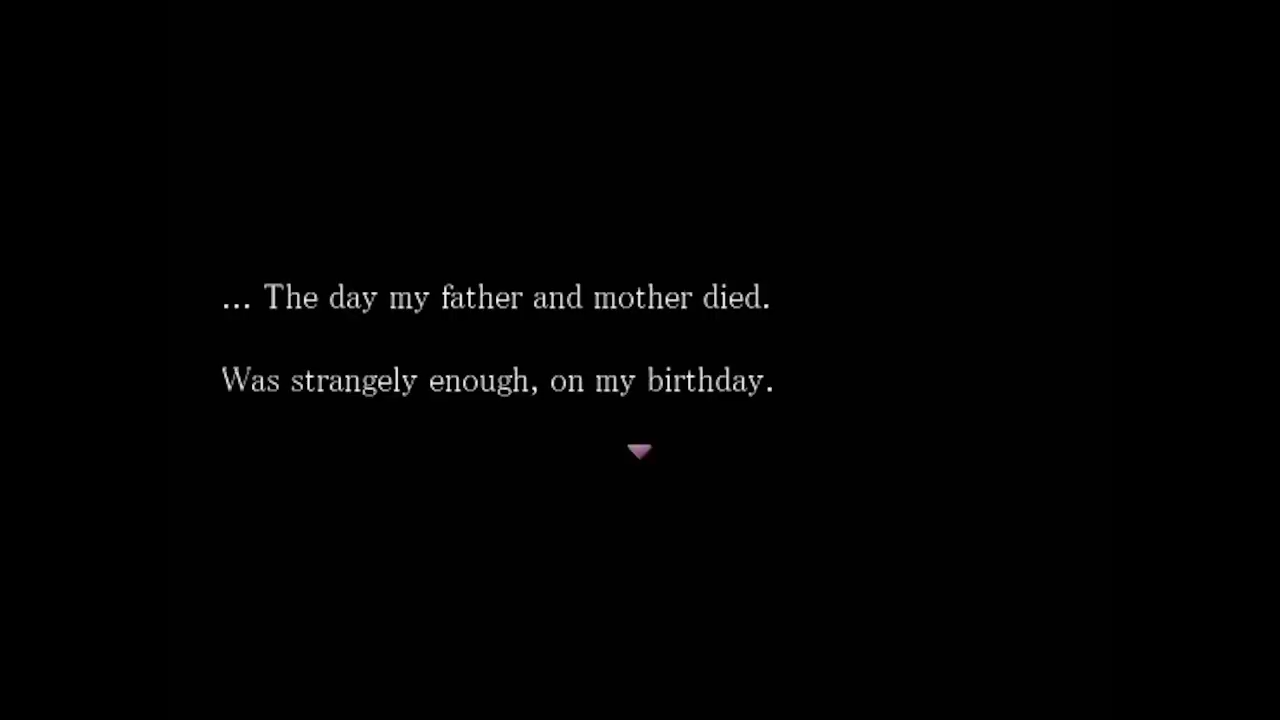 ... The day my father and mother died.
Was strangely enough, on my birthday.